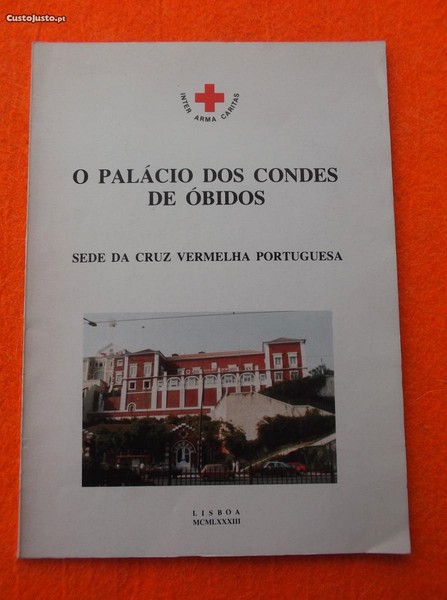 CustoJusto.pt
INTER ARMA CARITAS
O PALÁCIO DOS CONDES
DE ÓBIDOS
SEDE DA CRUZ VERMELHA PORTUGUESA
LISBOA
MCMLXXXIII